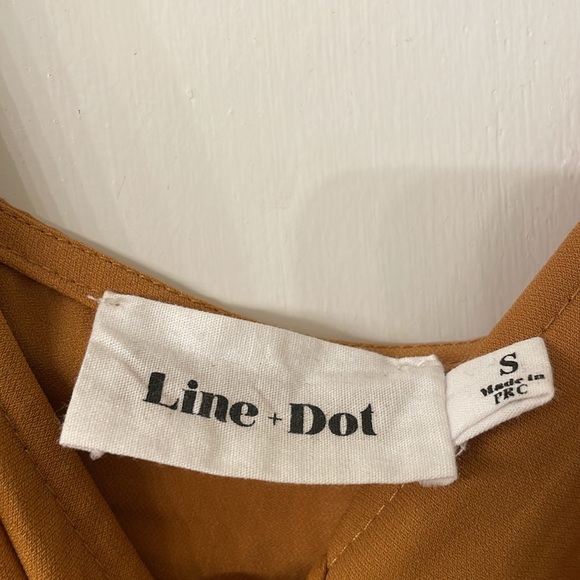 Line + Dot
S
Made in
PRC